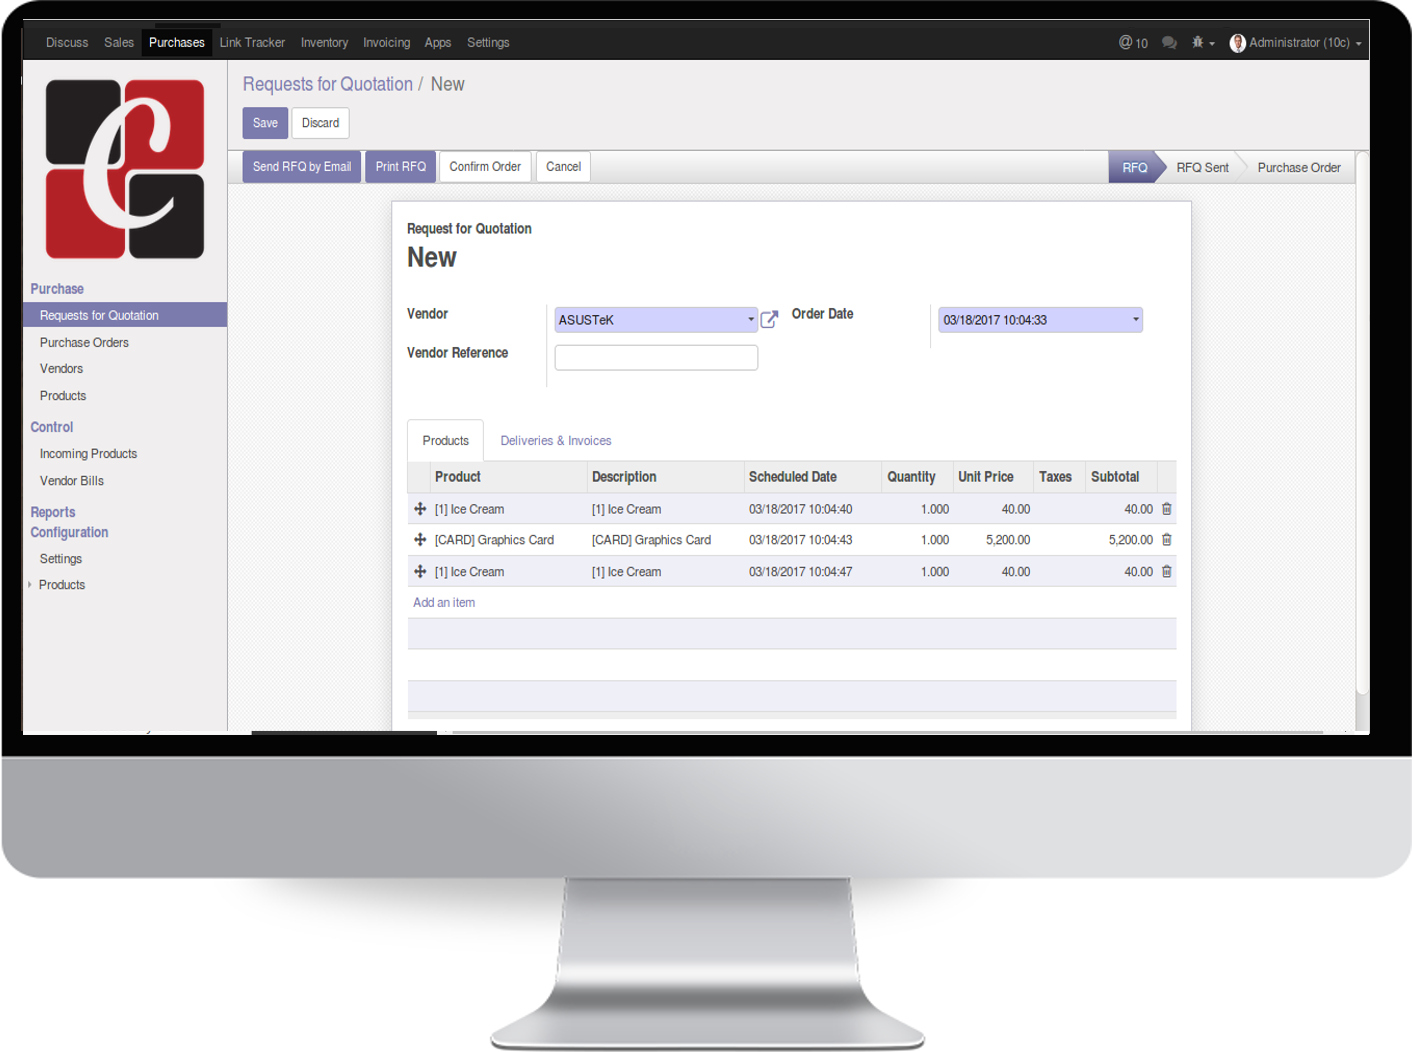 Discuss Sales Purchases Link Tracker Inventory Invoicing Apps Settings @ 10 Administrator (10c)
C
Requests for Quotation / New
Save Discard
Send RFQ by Email Print RFQ Confirm Order Cancel RFQ RFQ Sent Purchase Order
Purchase
Requests for Quotation
Purchase Orders
Vendors
Products
Control
Incoming Products
Vendor Bills
Reports
Configuration
Settings
Products
Request for Quotation
New
Vendor ASUSTeK Order Date 03/18/2017 10:04:33
Vendor Reference
Products Deliveries & Invoices
Product Description Scheduled Date Quantity Unit Price Taxes Subtotal
[1] Ice Cream [1] Ice Cream 03/18/2017 10:04:40 1.000 40.00 40.00
[CARD] Graphics Card [CARD] Graphics Card 03/18/2017 10:04:43 1.000 5,200.00 5,200.00
[1] Ice Cream [1] Ice Cream 03/18/2017 10:04:47 1.000 40.00 40.00
Add an item